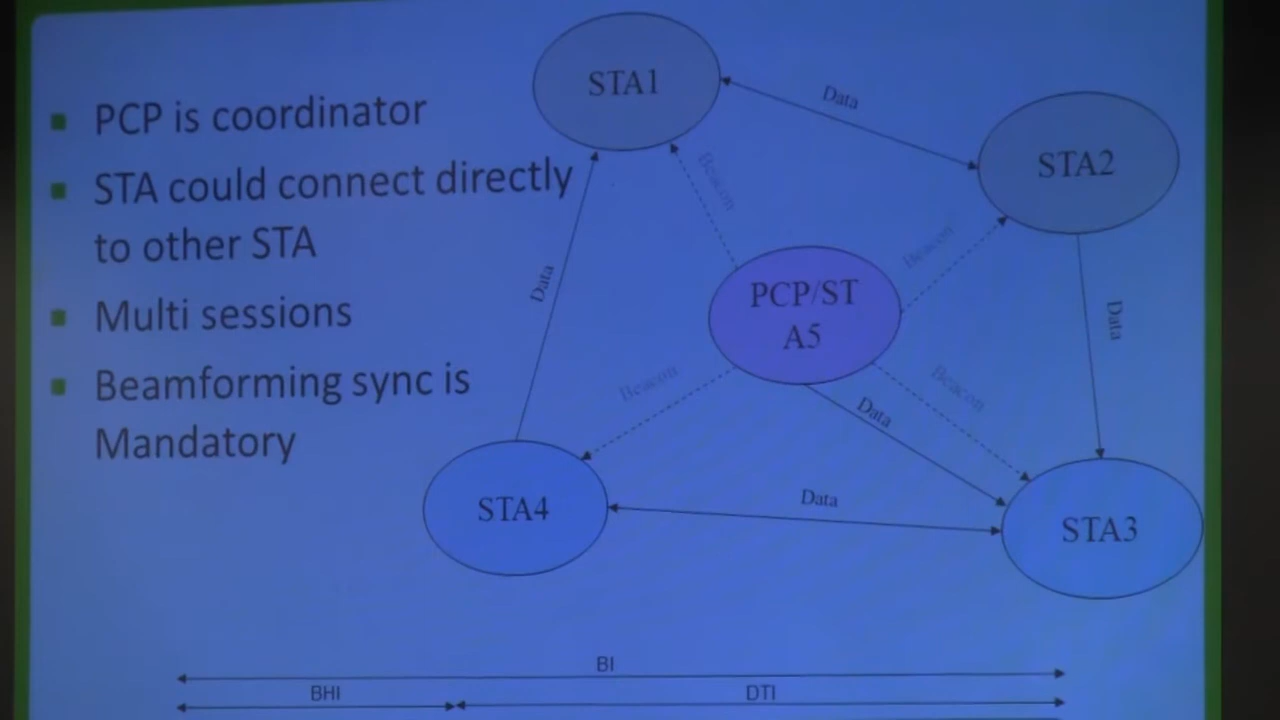 PCP is coordinator
STA could connect directly
to other STA
Multi sessions
Beamforming sync is
Mandatory
STA1
Data
STA2
Beacon
Beacon
Data
PCP/ST
A5
Data
Beacon
Beacon
Data
STA4
Data
STA3
BI
BHI
DTI